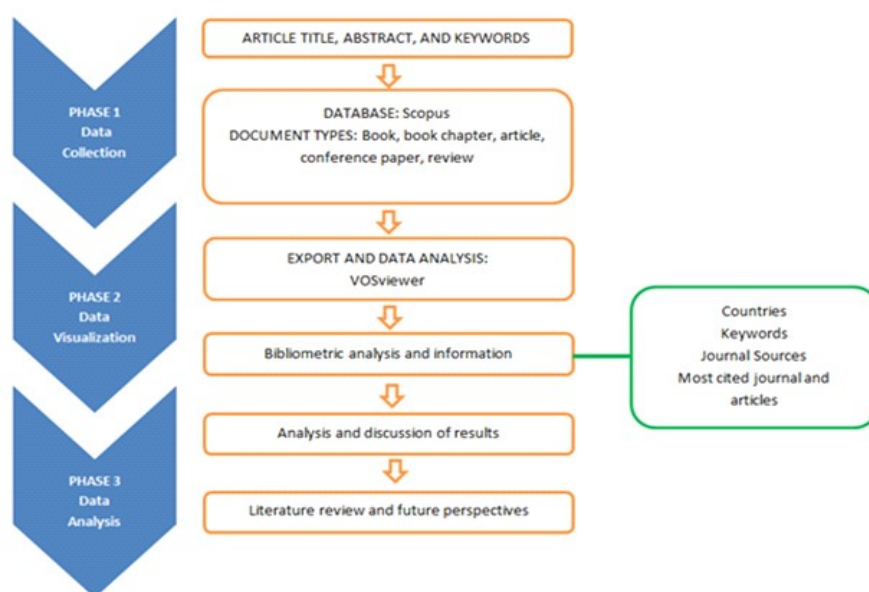 ARTICLE TITLE, ABSTRACT, AND KEYWORDS
PHASE 1
Data
Collection
DATABASE: Scopus
DOCUMENT TYPES: Book, book chapter, article,
conference paper, review
PHASE 2
Data
Visualization
EXPORT AND DATA ANALYSIS:
VOSviewer
Bibliometric analysis and information
Countries
Keywords
Journal Sources
Most cited journal and
articles
PHASE 3
Data
Analysis
Analysis and discussion of results
Literature review and future perspectives